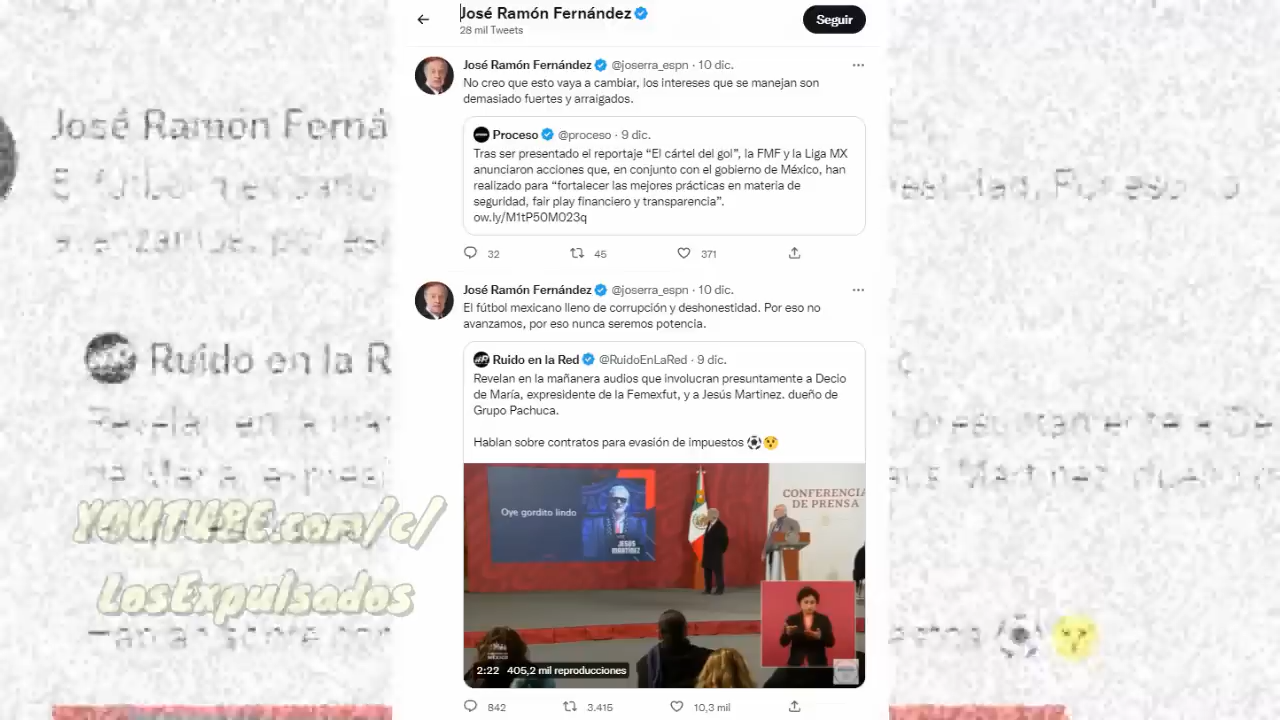 José Ramón Fernández
28 mil Tweets
Seguir
José Ramón Fernández @joserra_espn · 10 dic.
No creo que esto vaya a cambiar, los intereses que se manejan son
demasiado fuertes y arraigados.
Proceso @proceso · 9 dic.
Tras ser presentado el reportaje “El cártel del gol”, la FMF y la Liga MX
anunciaron acciones que, en conjunto con el gobierno de México, han
realizado para “fortalecer las mejores prácticas en materia de
seguridad, fair play financiero y transparencia”.
ow.ly/M1tP50M023q
32 45 371
José Ramón Fernández @joserra_espn · 10 dic.
El fútbol mexicano lleno de corrupción y deshonestidad. Por eso no
avanzamos, por eso nunca seremos potencia.
Ruido en la Red @RuidoEnLaRed · 9 dic.
Revelan en la mañanera audios que involucran presuntamente a Decio
de María, expresidente de la Femexfut, y a Jesús Martinez. dueño de
Grupo Pachuca.
Hablan sobre contratos para evasión de impuestos ⚽😯
Oye gordito lindo
JESÚS
MARTÍNEZ
CONFERENCIA
DE PRENSA
2:22 405,2 mil reproducciones
842 3.415 10,3 mil
José Ramón Ferná
Ruido en la R
YOUTUBE.com/c/
LosExpulsados